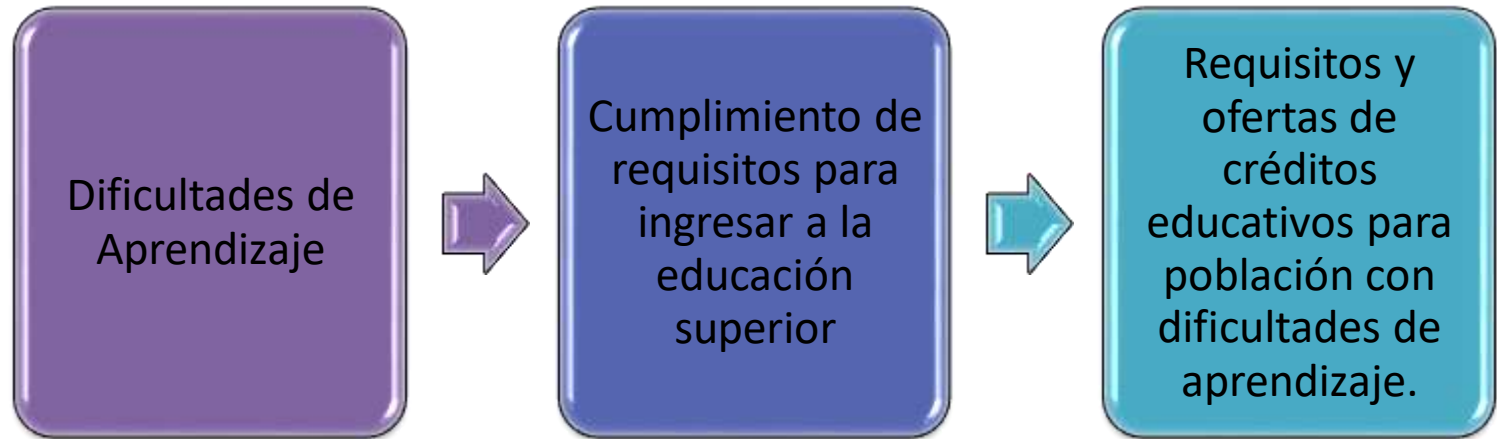 Dificultades de
Aprendizaje
Cumplimiento de
requisitos para
ingresar a la
educación
superior
Requisitos y
ofertas de
créditos
educativos para
población con
dificultades de
aprendizaje.